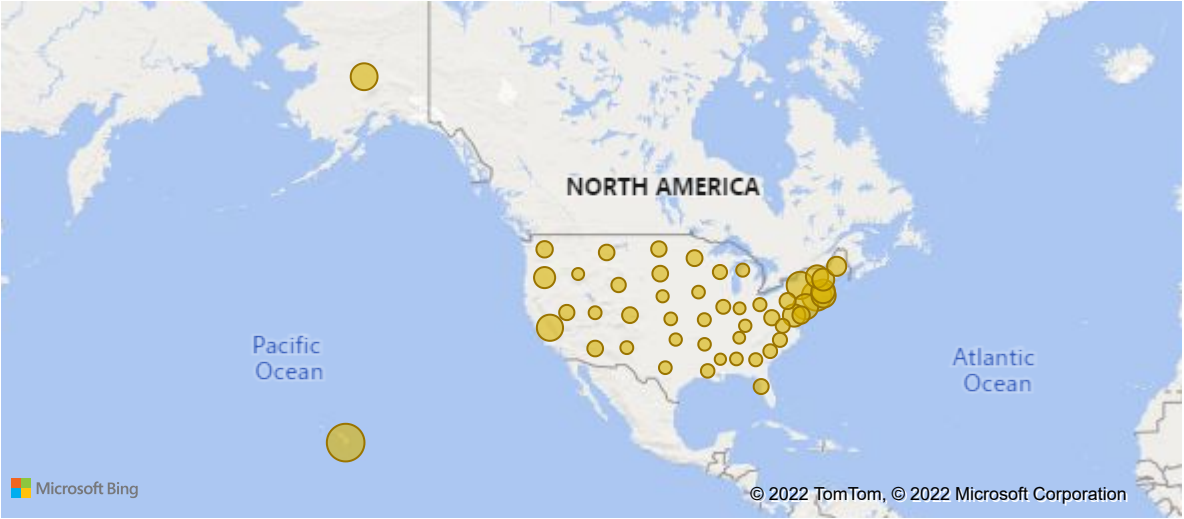 NORTH AMERICA
Pacific
Ocean
Atlantic
Ocean
Microsoft Bing
© 2022 TomTom, © 2022 Microsoft Corporation